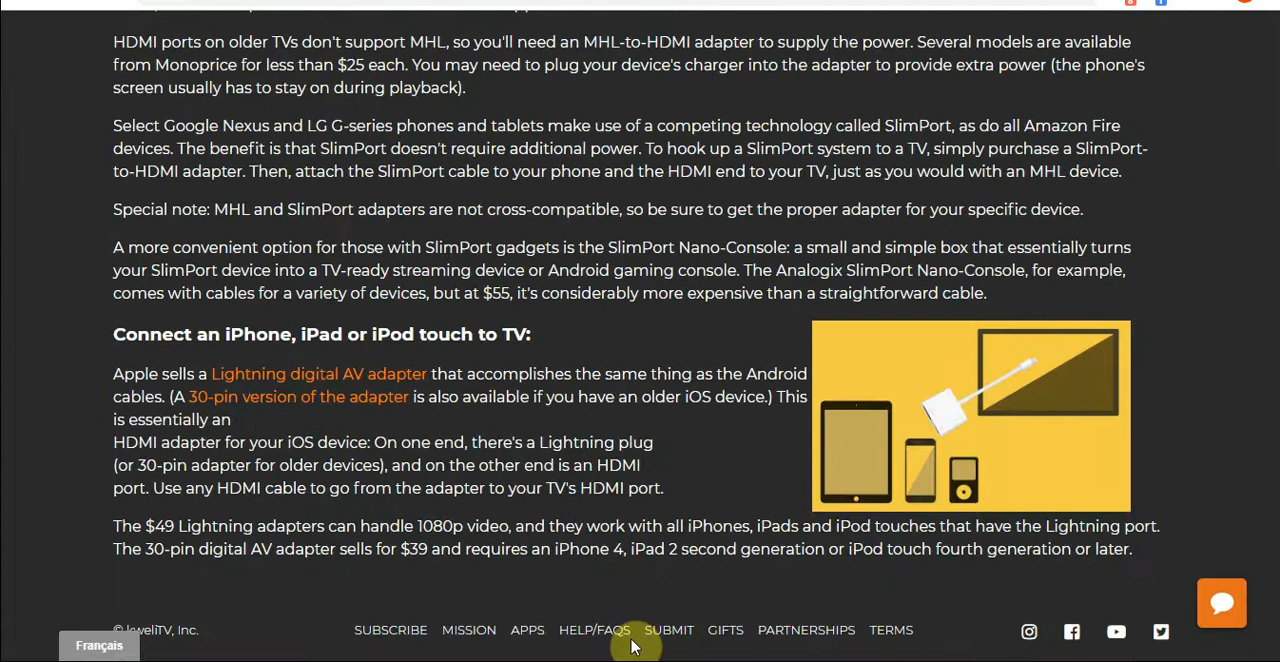 HDMI ports on older TVs don't support MHL, so you'll need an MHL-to-HDMI adapter to supply the power. Several models are available
from Monoprice for less than $25 each. You may need to plug your device's charger into the adapter to provide extra power (the phone's
screen usually has to stay on during playback).
Select Google Nexus and LG G-series phones and tablets make use of a competing technology called SlimPort, as do all Amazon Fire
devices. The benefit is that SlimPort doesn't require additional power. To hook up a SlimPort system to a TV, simply purchase a SlimPort-
to-HDMI adapter. Then, attach the SlimPort cable to your phone and the HDMI end to your TV, just as you would with an MHL device.
Special note: MHL and SlimPort adapters are not cross-compatible, so be sure to get the proper adapter for your specific device.
A more convenient option for those with SlimPort gadgets is the SlimPort Nano-Console: a small and simple box that essentially turns
your SlimPort device into a TV-ready streaming device or Android gaming console. The Analogix SlimPort Nano-Console, for example,
comes with cables for a variety of devices, but at $55, it's considerably more expensive than a straightforward cable.
Connect an iPhone, iPad or iPod touch to TV:
Apple sells a Lightning digital AV adapter that accomplishes the same thing as the Android
cables. (A 30-pin version of the adapter is also available if you have an older iOS device.) This
is essentially an
HDMI adapter for your iOS device: On one end, there's a Lightning plug
(or 30-pin adapter for older devices), and on the other end is an HDMI
port. Use any HDMI cable to go from the adapter to your TV's HDMI port.
The $49 Lightning adapters can handle 1080p video, and they work with all iPhones, iPads and iPod touches that have the Lightning port.
The 30-pin digital AV adapter sells for $39 and requires an iPhone 4, iPad 2 second generation or iPod touch fourth generation or later.
© kweliTV, Inc. SUBSCRIBE MISSION APPS HELP/FAQS SUBMIT GIFTS PARTNERSHIPS TERMS
Français